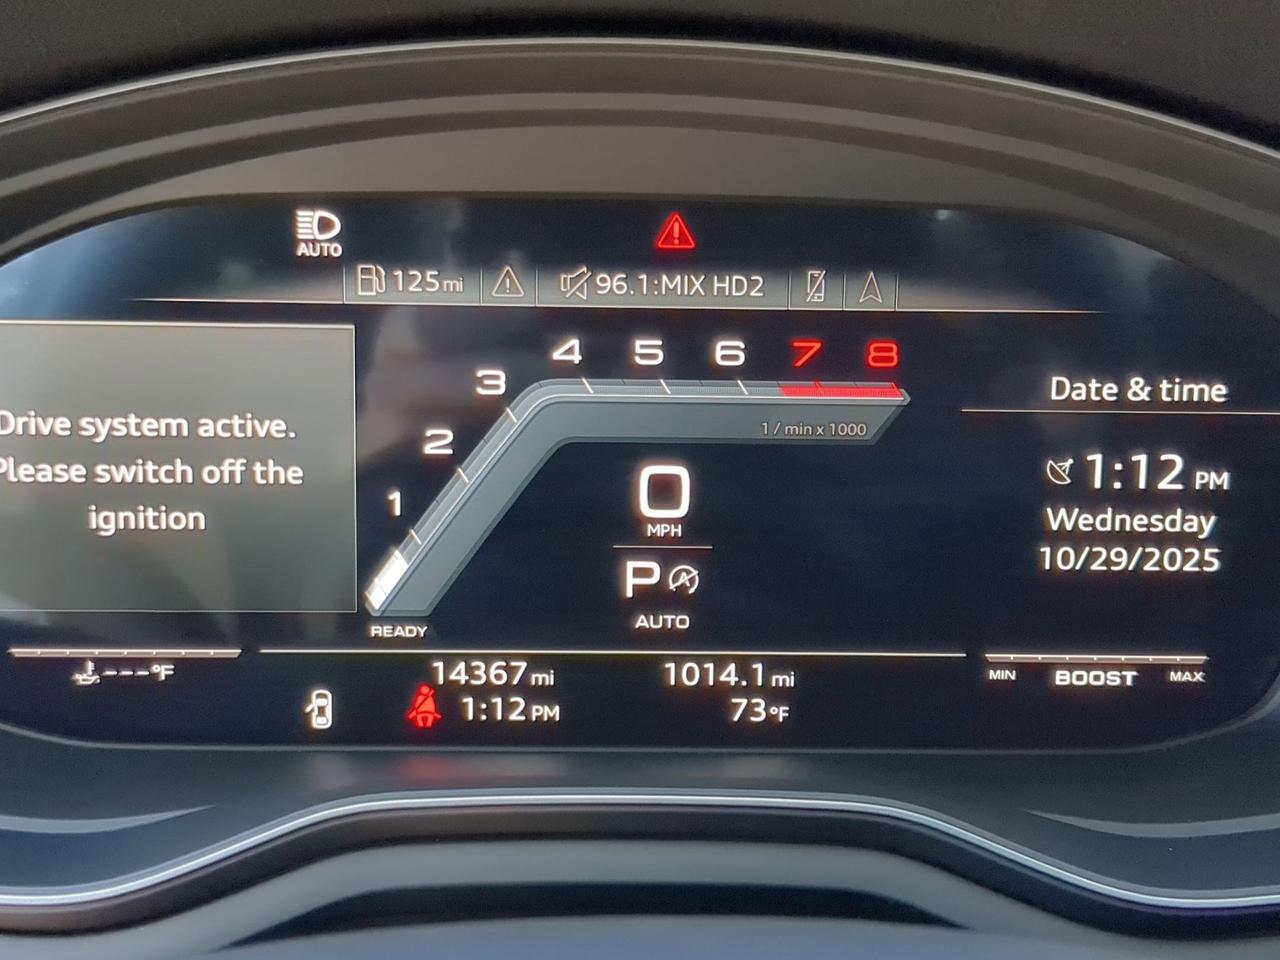 AUTO
125 mi
96.1:MIX HD2
Drive system active.
Please switch off the
ignition
1 2 3 4 5 6 7 8
1 / min x 1000
READY
0
MPH
P A
AUTO
Date & time
1:12 PM
Wednesday
10/29/2025
---°F
14367 mi
1014.1 mi
1:12 PM
73°F
MIN BOOST MAX